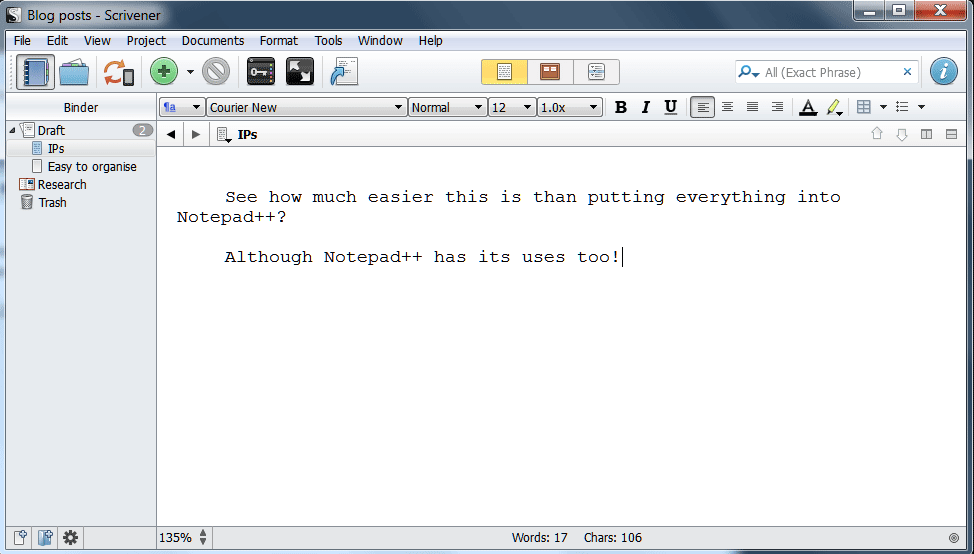 Blog posts - Scrivener
File Edit View Project Documents Format Tools Window Help
All (Exact Phrase)
Binder
¶a Courier New Normal 12 1.0x B I U A
Draft 2
IPs
IPs
Easy to organise
Research
Trash
See how much easier this is than putting everything into
Notepad++?
Although Notepad++ has its uses too!
135% Words: 17 Chars: 106